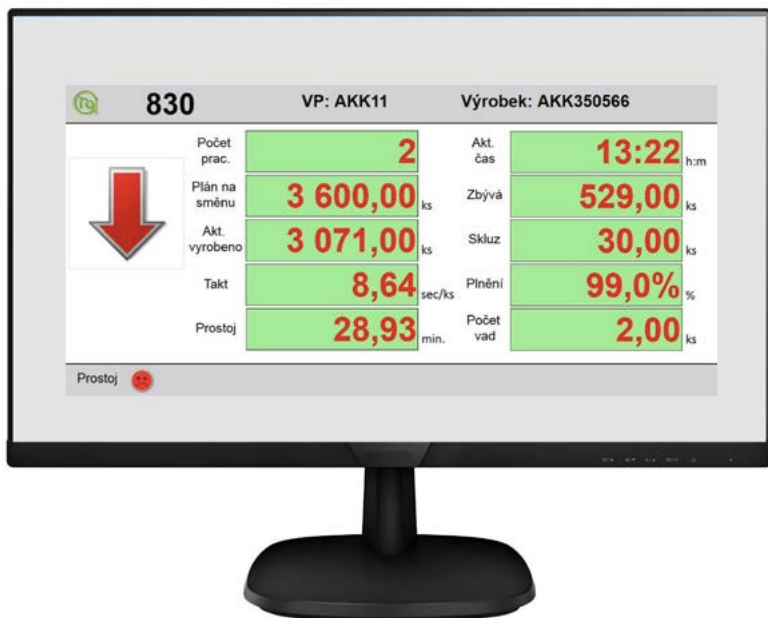 830 VP: AKK11 Výrobek: AKK350566
Počet prac. 2
Akt. čas 13:22 h:m
Plán na směnu 3 600,00 ks
Zbývá 529,00 ks
Akt. vyrobeno 3 071,00 ks
Skluz 30,00 ks
Takt 8,64 sec/ks
Plnění 99,0% %
Prostoj 28,93 min.
Počet vad 2,00 ks
Prostoj